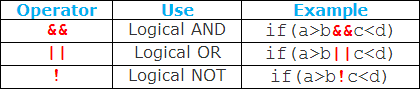 Operator Use Example
&& Logical AND if(a>b&&c<d)
|| Logical OR if(a>b||c<d)
! Logical NOT if(a>b!c<d)